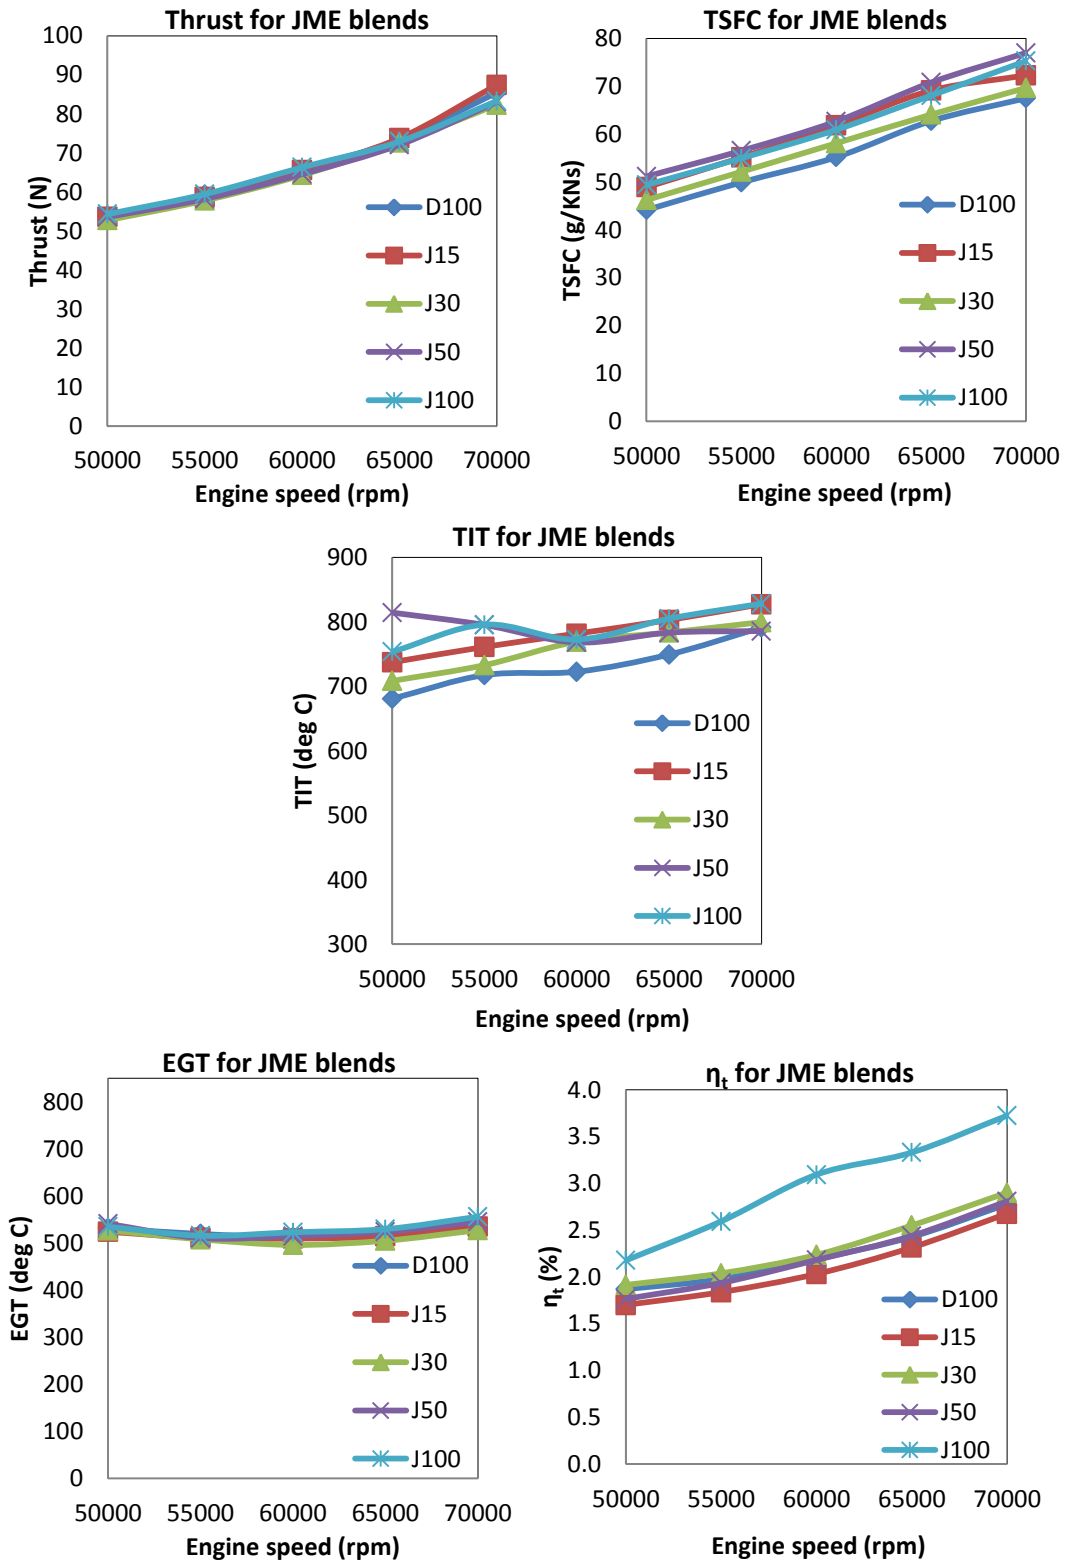 Thrust for JME blends
100
90
80
70
60
50
40
30
20
10
0
Thrust (N)
D100
J15
J30
J50
J100
50000 55000 60000 65000 70000
Engine speed (rpm)
TSFC for JME blends
80
70
60
50
40
30
20
10
0
TSFC (g/KNs)
D100
J15
J30
J50
J100
50000 55000 60000 65000 70000
Engine speed (rpm)
TIT for JME blends
900
800
700
600
500
400
300
TIT (deg C)
D100
J15
J30
J50
J100
50000 55000 60000 65000 70000
Engine speed (rpm)
EGT for JME blends
800
700
600
500
400
300
200
100
0
EGT (deg C)
D100
J15
J30
J50
J100
50000 55000 60000 65000 70000
Engine speed (rpm)
ηt for JME blends
4.0
3.5
3.0
2.5
2.0
1.5
1.0
0.5
0.0
ηt (%)
D100
J15
J30
J50
J100
50000 55000 60000 65000 70000
Engine speed (rpm)